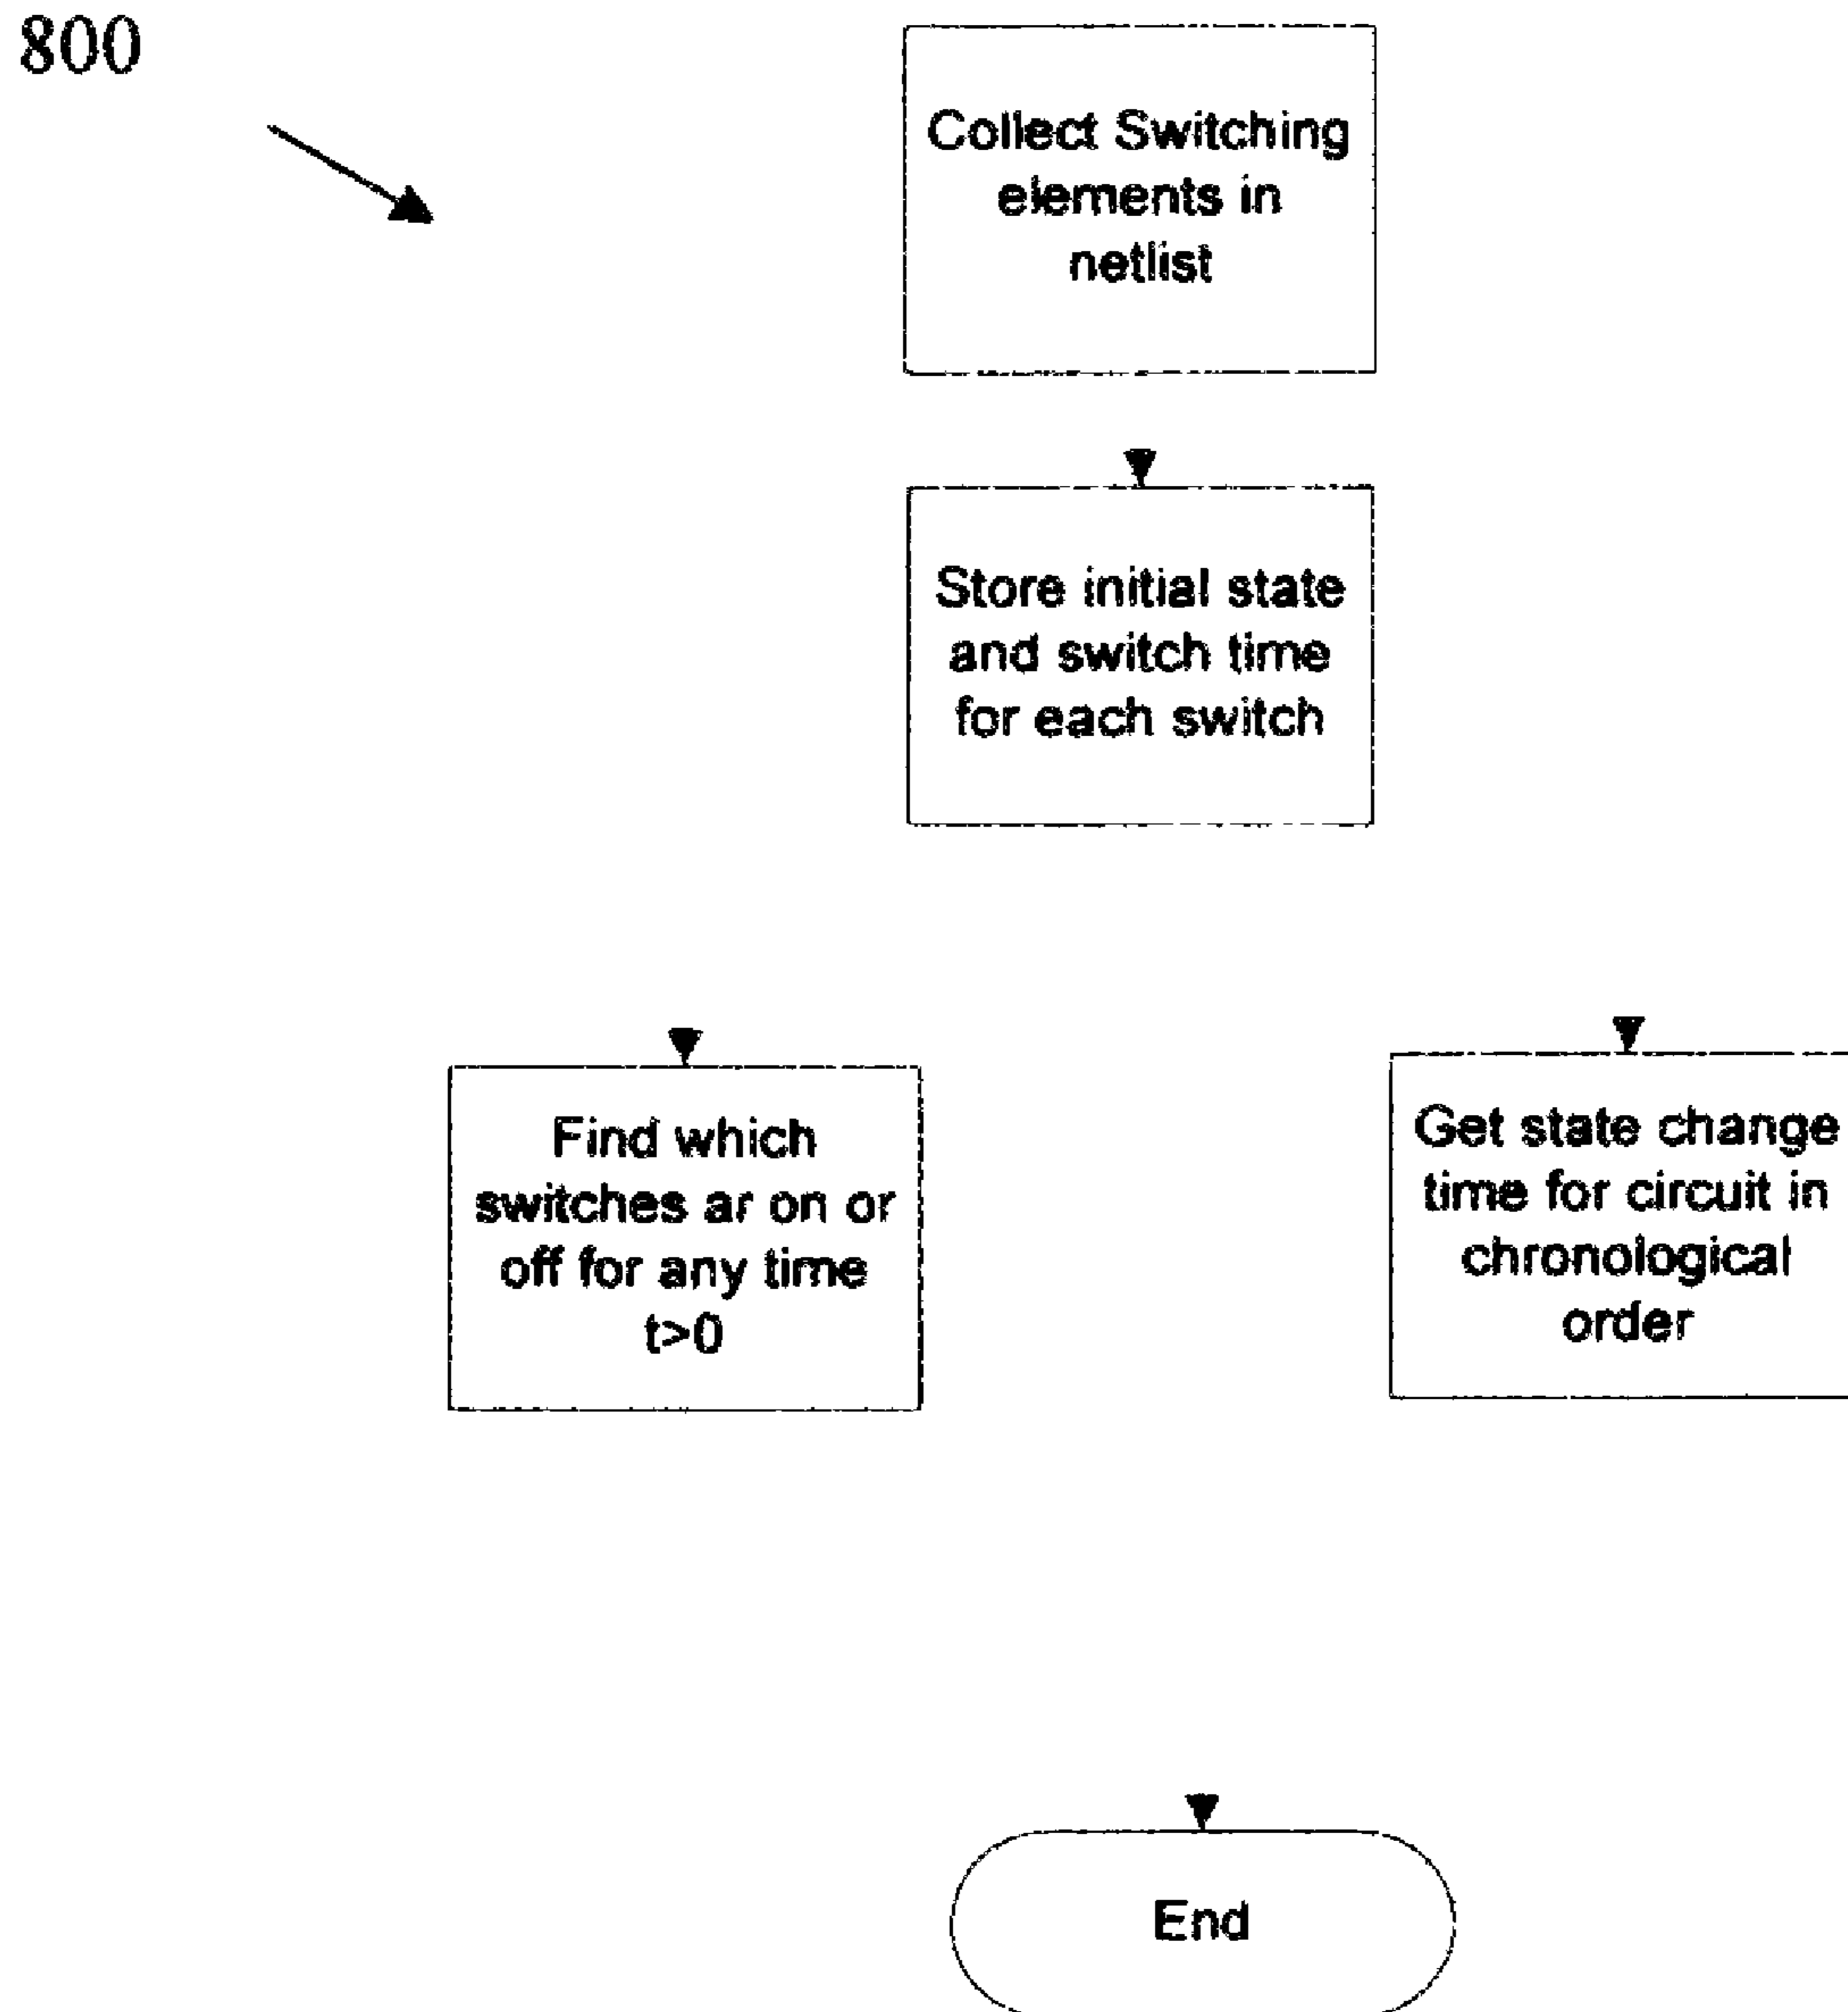 800
Collect Switching
elements in
netlist
Store initial state
and switch time
for each switch
Find which
switches ar on or
off for any time
t>0
Get state change
time for circuit in
chronological
order
End